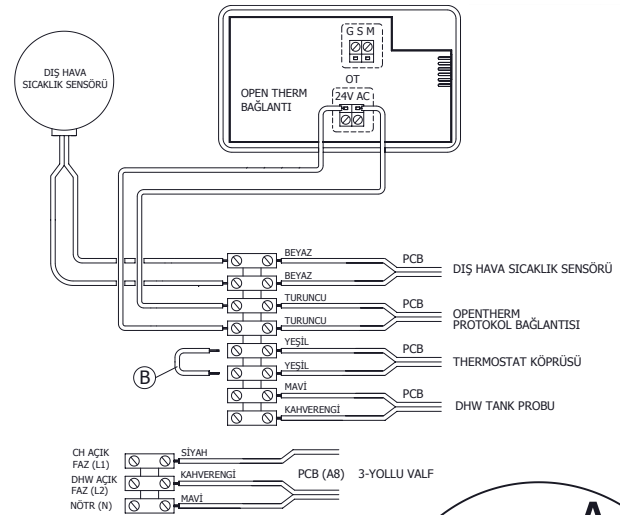 G S M
DIŞ HAVA
SICAKLIK SENSÖRÜ
OT
OPEN THERM
BAĞLANTI
24V AC
BEYAZ
PCB
DIŞ HAVA SICAKLIK SENSÖRÜ
BEYAZ
TURUNCU
PCB
OPENTHERM
PROTOKOL BAĞLANTISI
TURUNCU
YEŞİL
PCB
THERMOSTAT KÖPRÜSÜ
YEŞİL
B
MAVİ
PCB
DHW TANK PROBU
KAHVERENGİ
CH AÇIK
FAZ (L1)
SİYAH
DHW AÇIK
FAZ (L2)
KAHVERENGİ
PCB (A8) 3-YOLLU VALF
NÖTR (N)
MAVİ
A